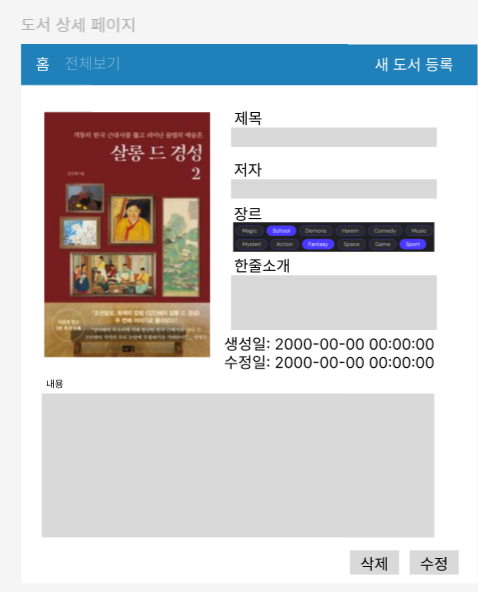 도서 상세 페이지
홈 전체보기 새 도서 등록
격동의 한국 근대사를 뚫고 피어난 불멸의 예술혼
살롱 드 경성
2
제목
저자
장르
Magic School Demons Harem Comedy Music
Mysteri Action Fantasy Space Game Sport
한줄소개
생성일: 2000-00-00 00:00:00
수정일: 2000-00-00 00:00:00
내용
삭제 수정